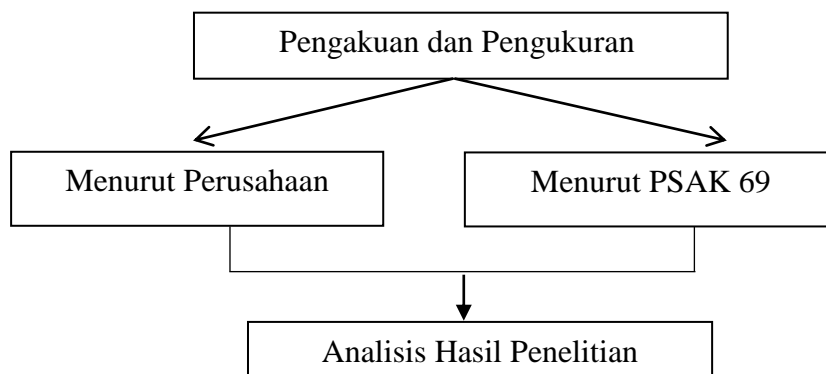 Pengakuan dan Pengukuran
Menurut Perusahaan
Menurut PSAK 69
Analisis Hasil Penelitian